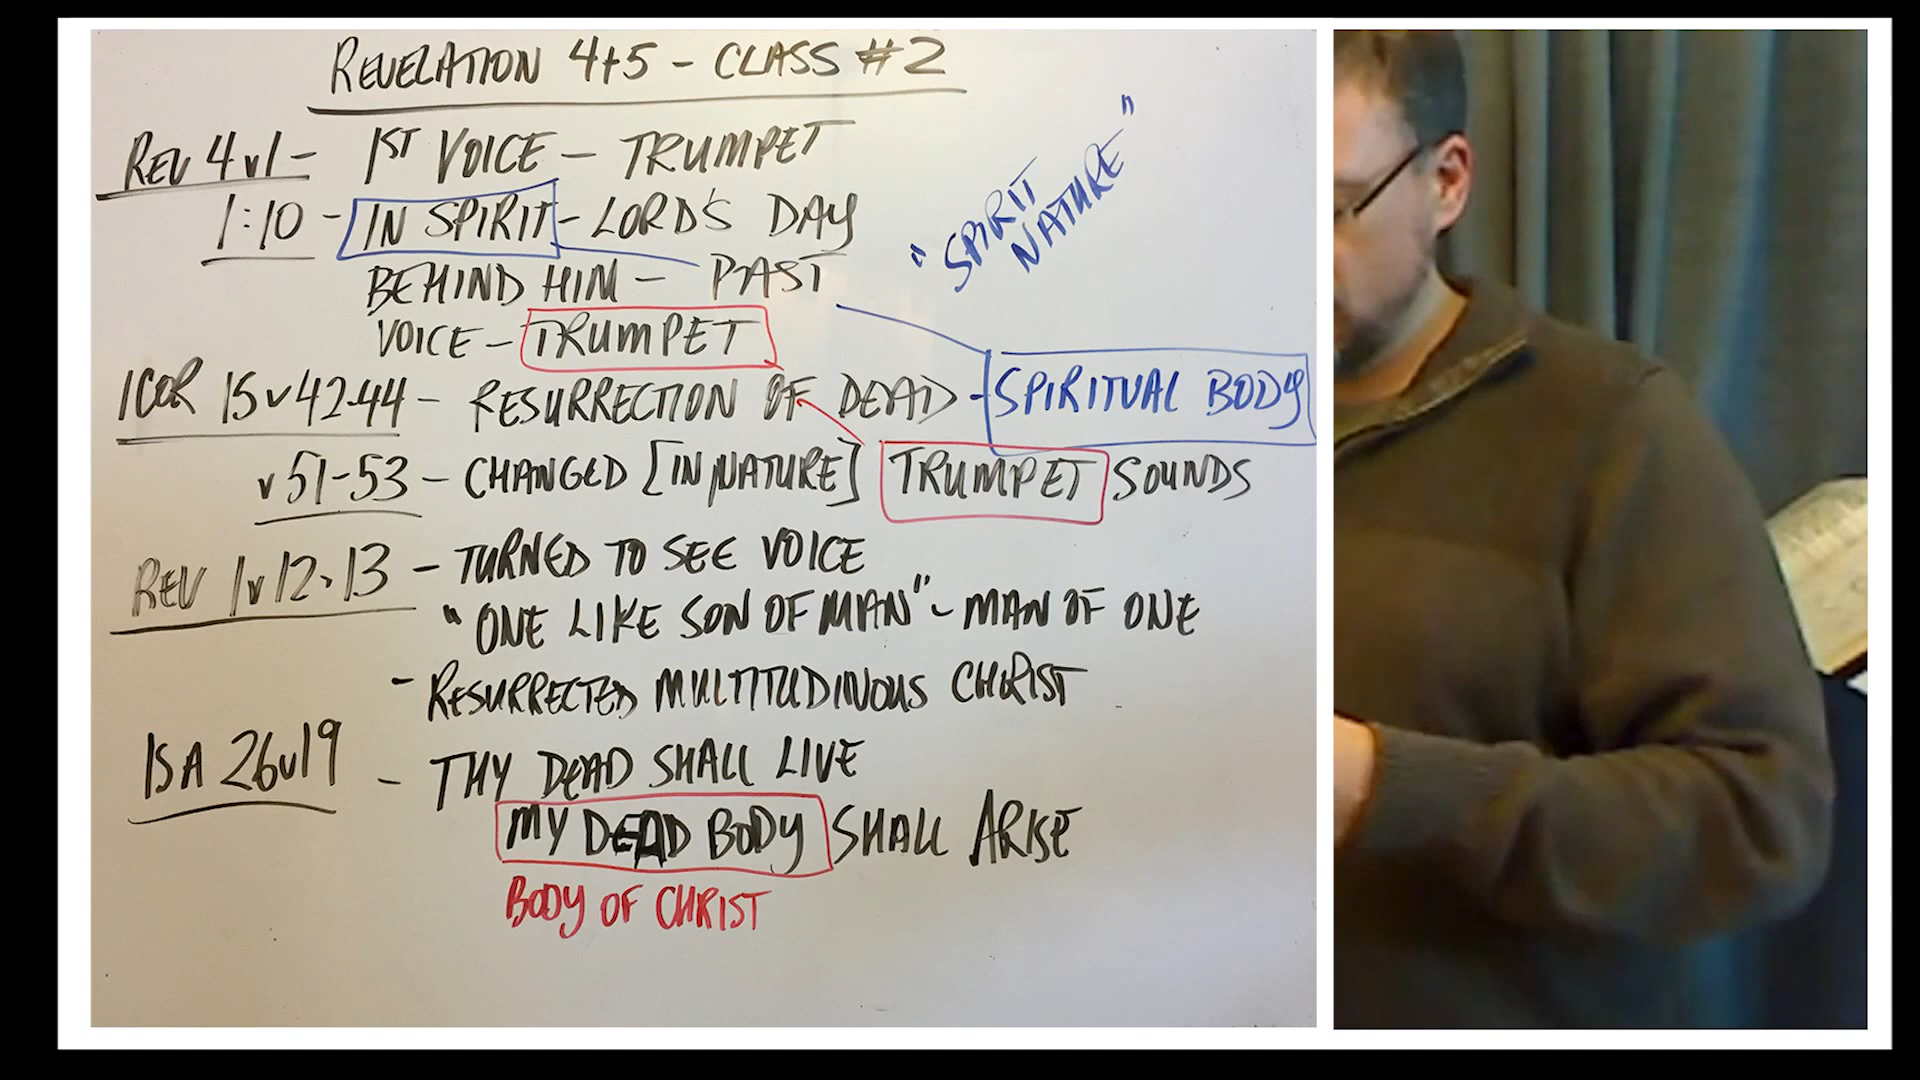 REVELATION 4+5 - CLASS #2
REV 4v1 - 1ST VOICE - TRUMPET
1:10 - IN SPIRIT - LORD'S DAY
"SPIRIT
NATURE"
BEHIND HIM - PAST
VOICE - TRUMPET
1COR 15v42-44 - RESURRECTION OF DEAD - SPIRITUAL BODY
v51-53 - CHANGED [IN NATURE] TRUMPET SOUNDS
REV 1v12-13 - TURNED TO SEE VOICE
"ONE LIKE SON OF MAN" - MAN OF ONE
- RESURRECTED MULTITUDINOUS CHRIST
ISA 26v19 - THY DEAD SHALL LIVE
MY DEAD BODY SHALL ARISE
BODY OF CHRIST